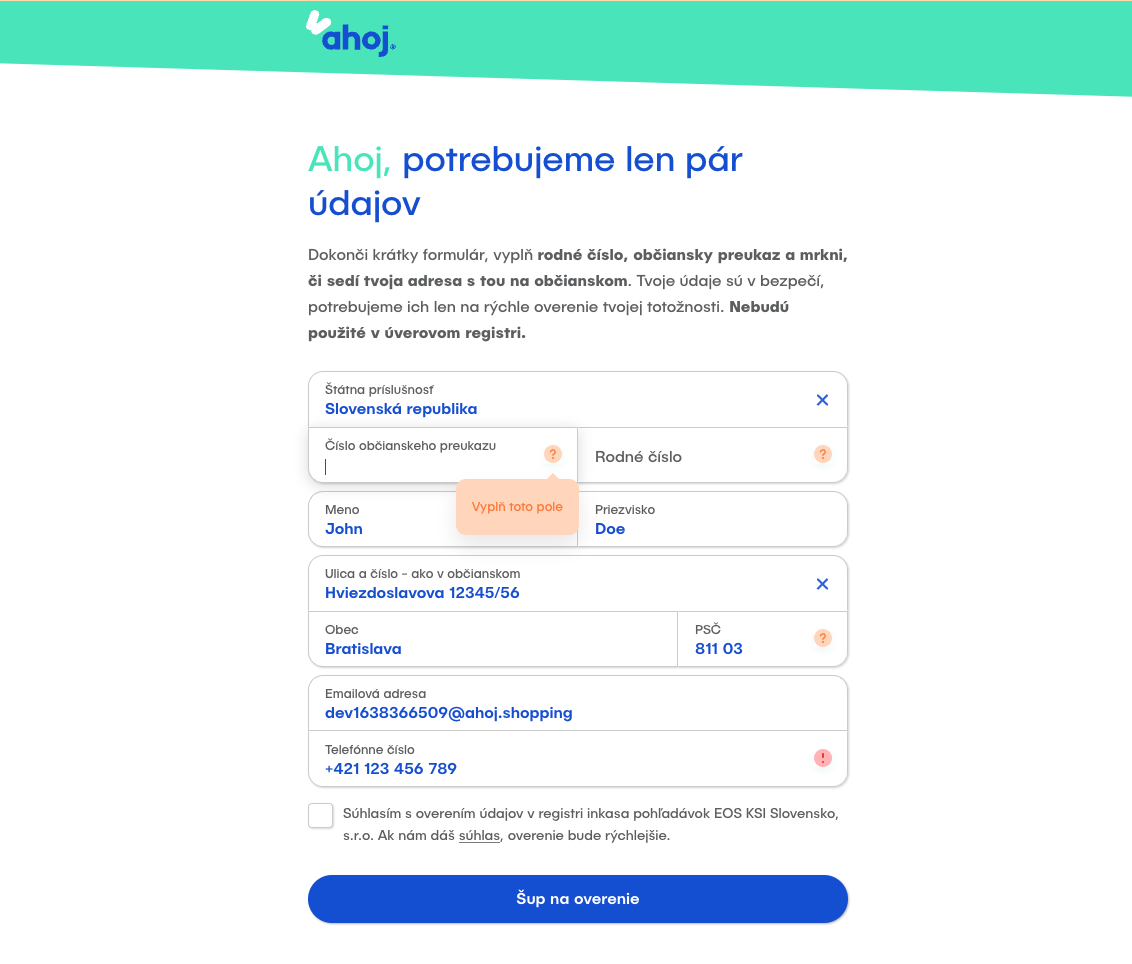 ahoj.
Ahoj, potrebujeme len pár
údajov
Dokonči krátky formulár, vyplň rodné číslo, občiansky preukaz a mrkni,
či sedí tvoja adresa s tou na občianskom. Tvoje údaje sú v bezpečí,
potrebujeme ich len na rýchle overenie tvojej totožnosti. Nebudú
použité v úverovom registri.
Štátna príslušnosť
Slovenská republika
Číslo občianskeho preukazu
?
Rodné číslo
?
Vyplň toto pole
Meno
John
Priezvisko
Doe
Ulica a číslo - ako v občianskom
Hviezdoslavova 12345/56
Obec
Bratislava
PSČ
811 03
?
Emailová adresa
dev1638366509@ahoj.shopping
Telefónne číslo
+421 123 456 789
!
Súhlasím s overením údajov v registri inkasa pohľadávok EOS KSI Slovensko,
s.r.o. Ak nám dáš súhlas, overenie bude rýchlejšie.
Šup na overenie